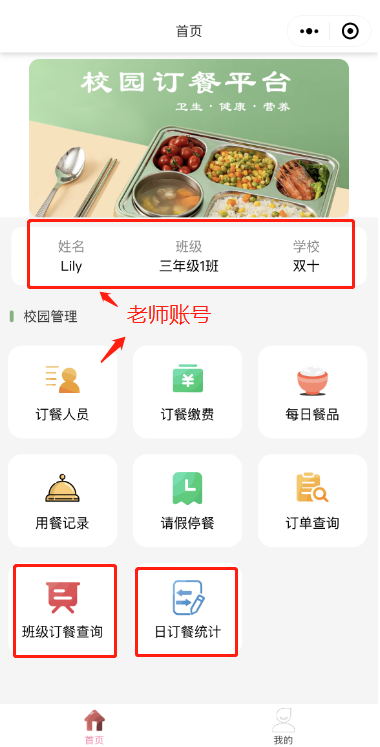 首页
校园订餐平台
卫生·健康·营养
姓名 班级 学校
Lily 三年级1班 双十
老师账号
校园管理
订餐人员 订餐缴费 每日餐品
用餐记录 请假停餐 订单查询
班级订餐查询 日订餐统计
首页 我的